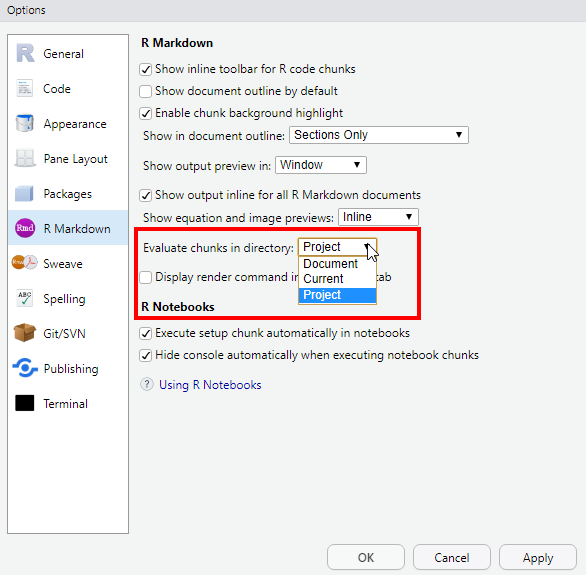 Options
R Markdown
R General
Show inline toolbar for R code chunks
Code
Show document outline by default
Appearance
Enable chunk background highlight
Show in document outline: Sections Only
Pane Layout
Show output preview in: Window
Packages
Show output inline for all R Markdown documents
Rmd R Markdown
Show equation and image previews: Inline
Evaluate chunks in directory: Project
Rnw Sweave
Document
Current
Display render command in
ab
Project
ABC Spelling
R Notebooks
Git/SVN
Execute setup chunk automatically in notebooks
Hide console automatically when executing notebook chunks
Publishing
? Using R Notebooks
Terminal
OK Cancel Apply